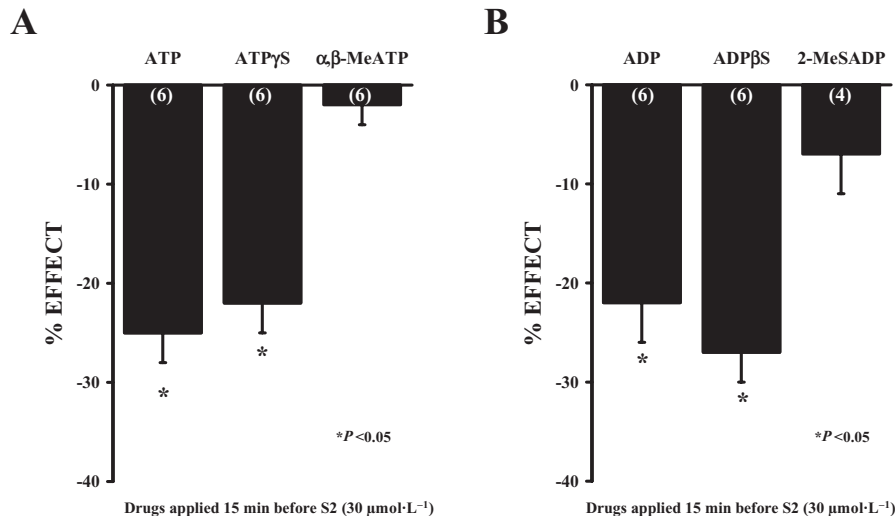 A
B
ATP ATPγS α,β-MeATP
ADP ADPβS 2-MeSADP
0 (6) (6) (6)
0 (6) (6) (4)
-10
-10
% EFFECT
% EFFECT
-20
-20
* *
* *
-30
-30
*P <0.05
*P <0.05
-40
-40
Drugs applied 15 min before S2 (30 µmol·L⁻¹)
Drugs applied 15 min before S2 (30 µmol·L⁻¹)